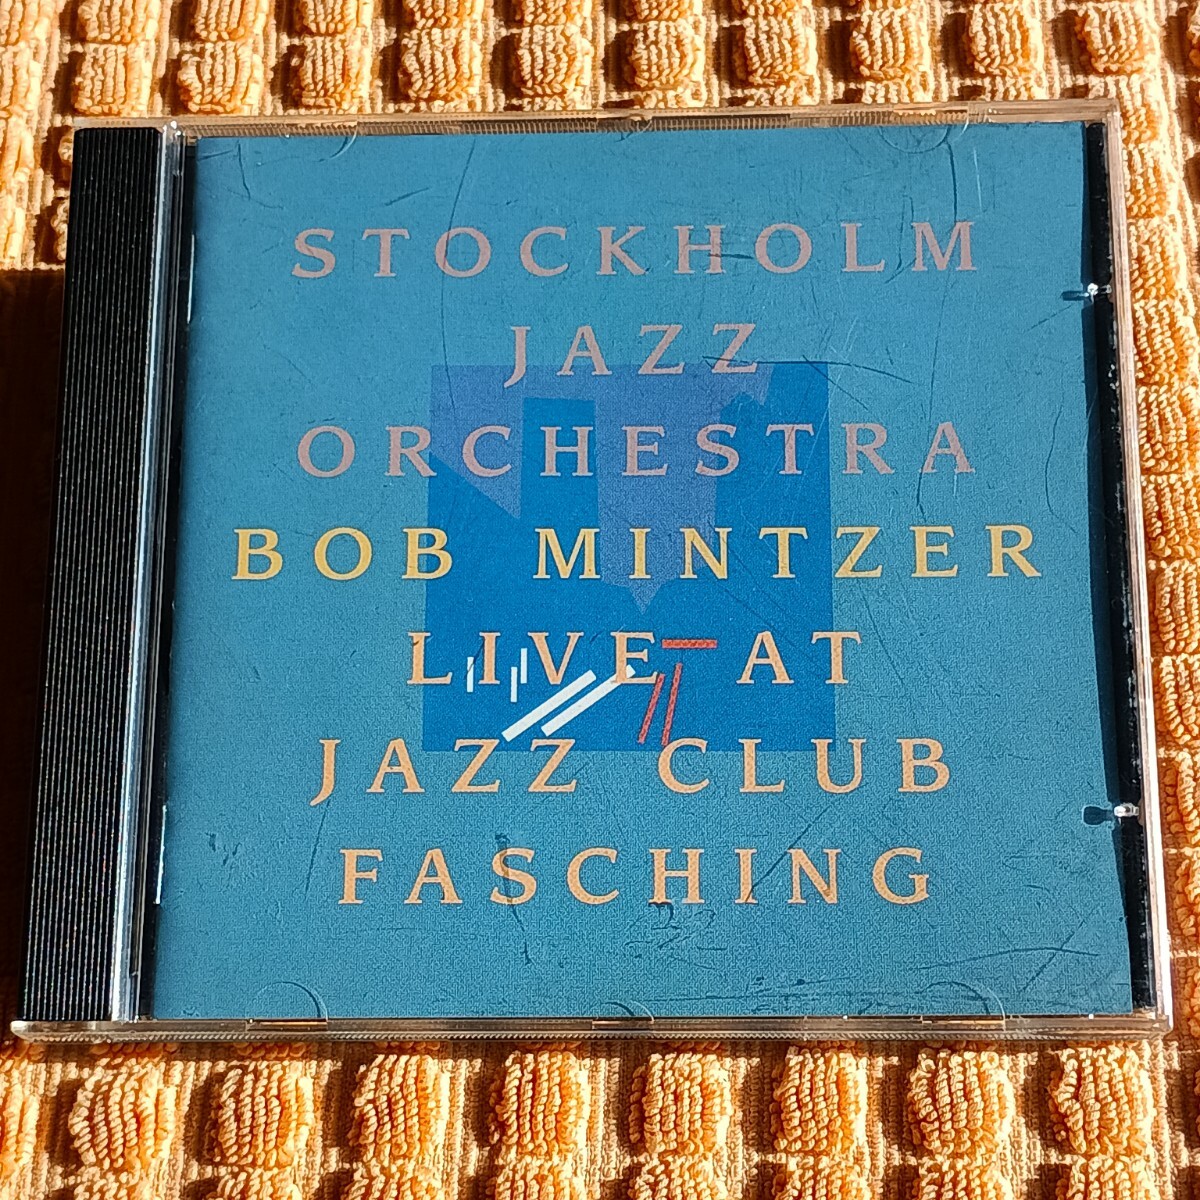 STOCKHOLM
JAZZ
ORCHESTRA
BOB MINTZER
LIVE AT
JAZZ CLUB
FASCHING